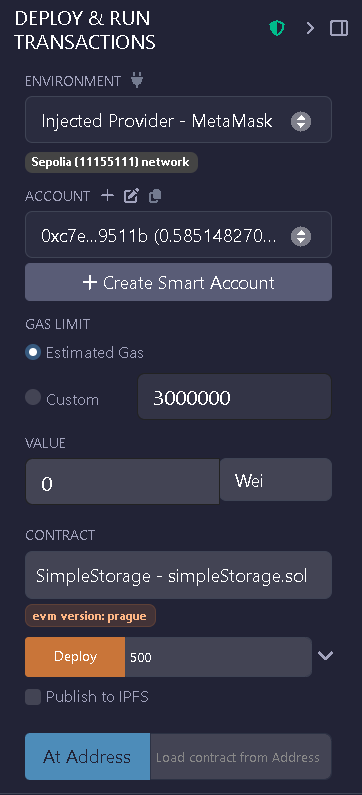 DEPLOY & RUN
TRANSACTIONS
ENVIRONMENT
Injected Provider - MetaMask
Sepolia (11155111) network
ACCOUNT
0xc7e...9511b (0.585148270...
+ Create Smart Account
GAS LIMIT
Estimated Gas
Custom 3000000
VALUE
0 Wei
CONTRACT
SimpleStorage - simpleStorage.sol
evm version: prague
Deploy 500
Publish to IPFS
At Address Load contract from Address